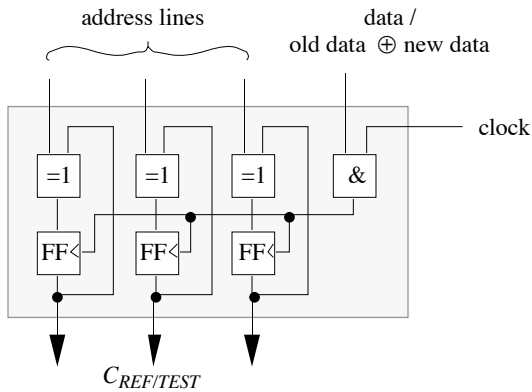 address lines
data /
old data ⊕ new data
clock
=1 =1 =1 &
FF< FF< FF<
C_REF/TEST